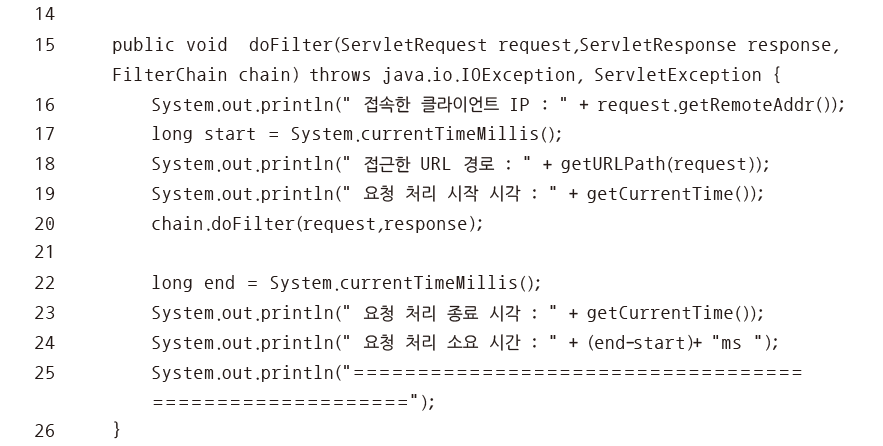 14
15 public void  doFilter(ServletRequest request,ServletResponse response,
FilterChain chain) throws java.io.IOException, ServletException {
16 System.out.println(" 접속한 클라이언트 IP : " + request.getRemoteAddr());
17 long start = System.currentTimeMillis();
18 System.out.println(" 접근한 URL 경로 : " + getURLPath(request));
19 System.out.println(" 요청 처리 시작 시각 : " + getCurrentTime());
20 chain.doFilter(request,response);
21
22 long end = System.currentTimeMillis();
23 System.out.println(" 요청 처리 종료 시각 : " + getCurrentTime());
24 System.out.println(" 요청 처리 소요 시간 : " + (end-start)+ "ms ");
25 System.out.println("===================================
====================");
26 }